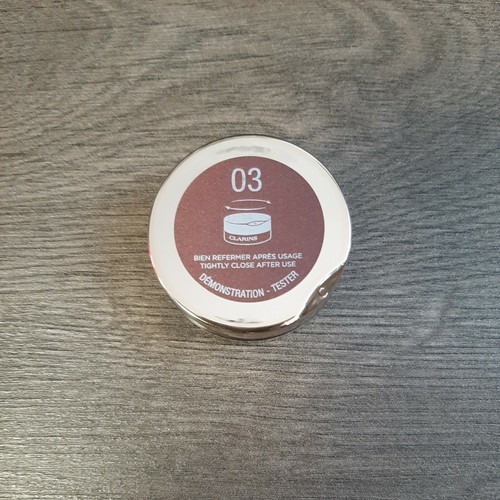 03
CLARINS
BIEN REFERMER APRÈS USAGE
TIGHTLY CLOSE AFTER USE
DÉMONSTRATION - TESTER